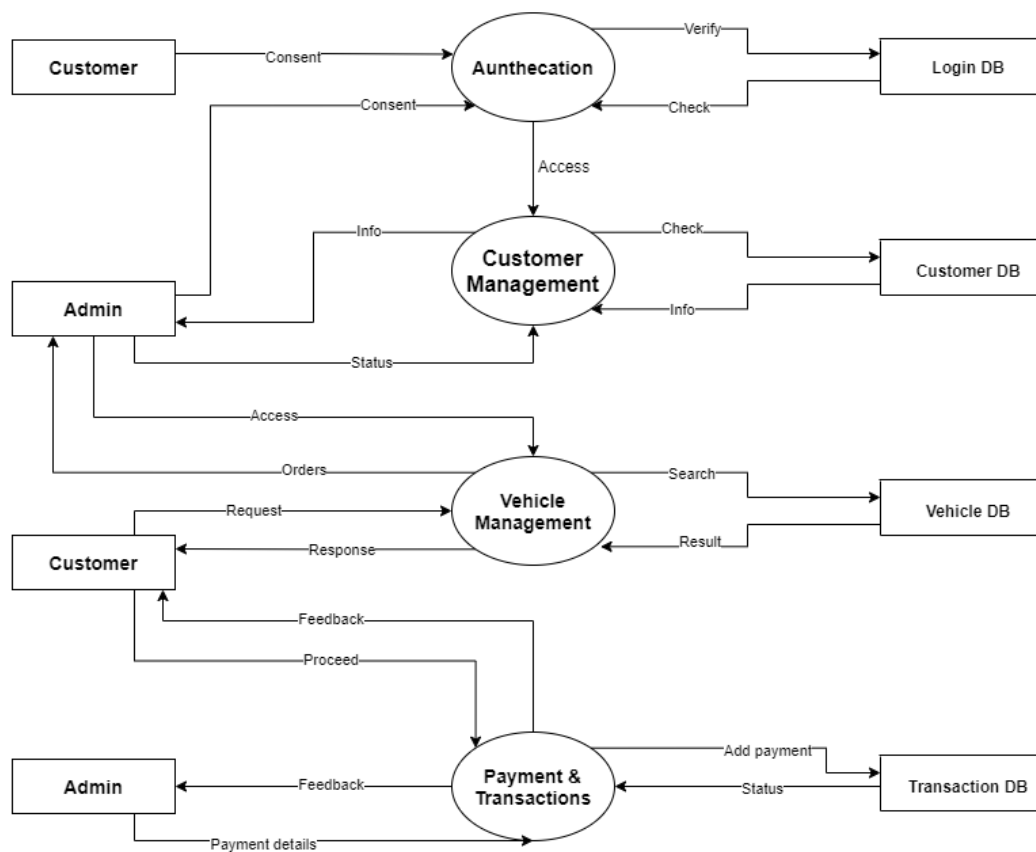 Customer
Consent
Aunthecation
Verify
Login DB
Check
Consent
Access
Info
Customer
Management
Check
Customer DB
Info
Admin
Status
Access
Orders
Vehicle
Management
Search
Vehicle DB
Result
Request
Response
Customer
Feedback
Proceed
Payment &
Transactions
Add payment
Transaction DB
Status
Admin
Feedback
Payment details